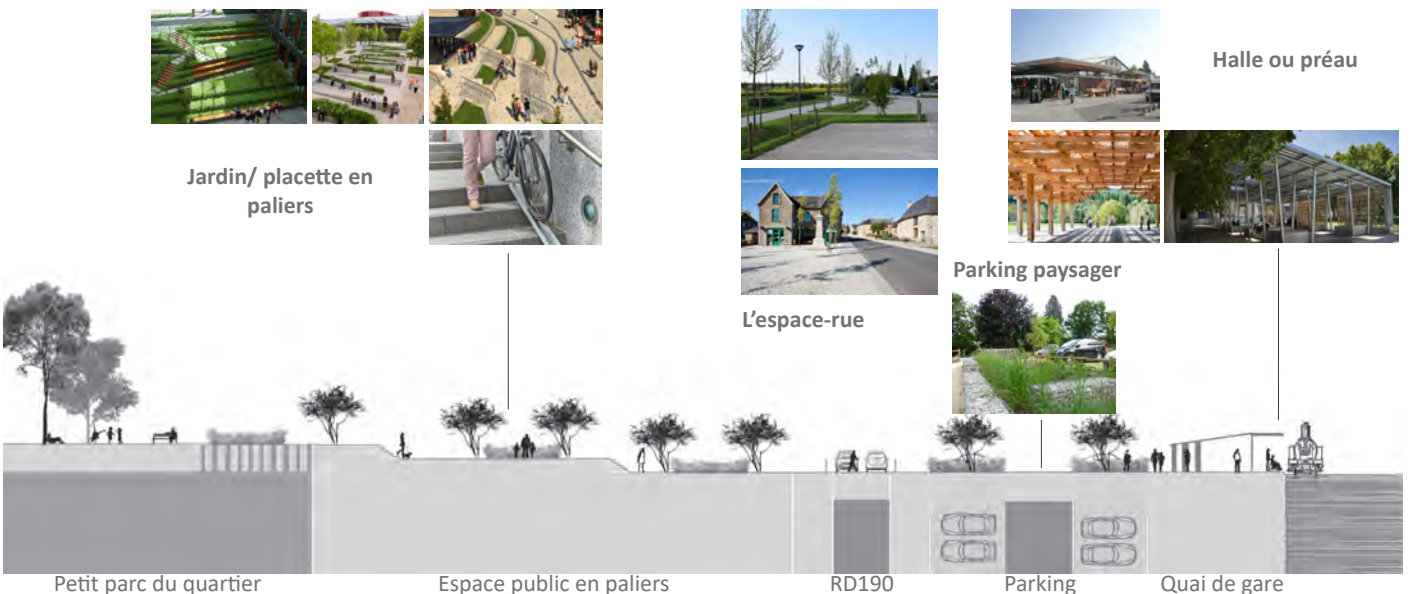 Halle ou préau
Jardin/ placette en
paliers
Parking paysager
L'espace-rue
Petit parc du quartier
Espace public en paliers
RD190
Parking
Quai de gare